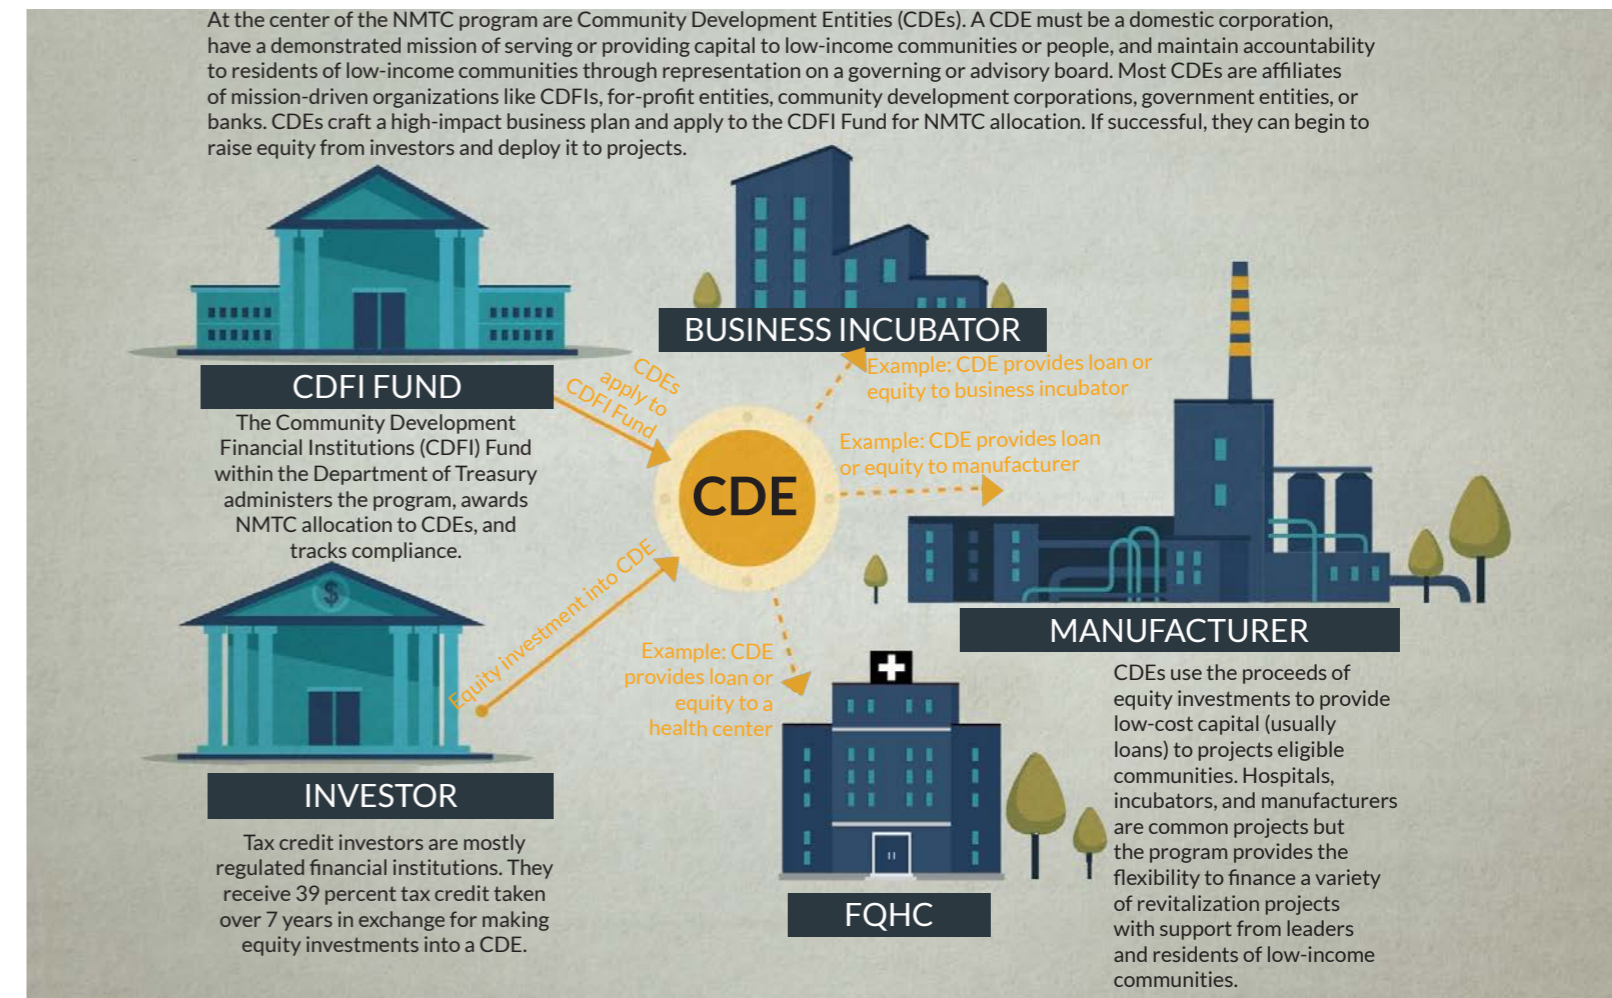 At the center of the NMTC program are Community Development Entities (CDEs). A CDE must be a domestic corporation,
have a demonstrated mission of serving or providing capital to low-income communities or people, and maintain accountability
to residents of low-income communities through representation on a governing or advisory board. Most CDEs are affiliates
of mission-driven organizations like CDFIs, for-profit entities, community development corporations, government entities, or
banks. CDEs craft a high-impact business plan and apply to the CDFI Fund for NMTC allocation. If successful, they can begin to
raise equity from investors and deploy it to projects.
CDFI FUND
The Community Development
Financial Institutions (CDFI) Fund
within the Department of Treasury
administers the program, awards
NMTC allocation to CDEs, and
tracks compliance.
CDEs
apply to
CDFI Fund
BUSINESS INCUBATOR
Example: CDE provides loan or
equity to business incubator
Example: CDE provides loan
or equity to manufacturer
CDE
Equity investment into CDE
$
INVESTOR
Tax credit investors are mostly
regulated financial institutions. They
receive 39 percent tax credit taken
over 7 years in exchange for making
equity investments into a CDE.
Example: CDE
provides loan or
equity to a
health center
FQHC
MANUFACTURER
CDEs use the proceeds of
equity investments to provide
low-cost capital (usually
loans) to projects eligible
communities. Hospitals,
incubators, and manufacturers
are common projects but
the program provides the
flexibility to finance a variety
of revitalization projects
with support from leaders
and residents of low-income
communities.